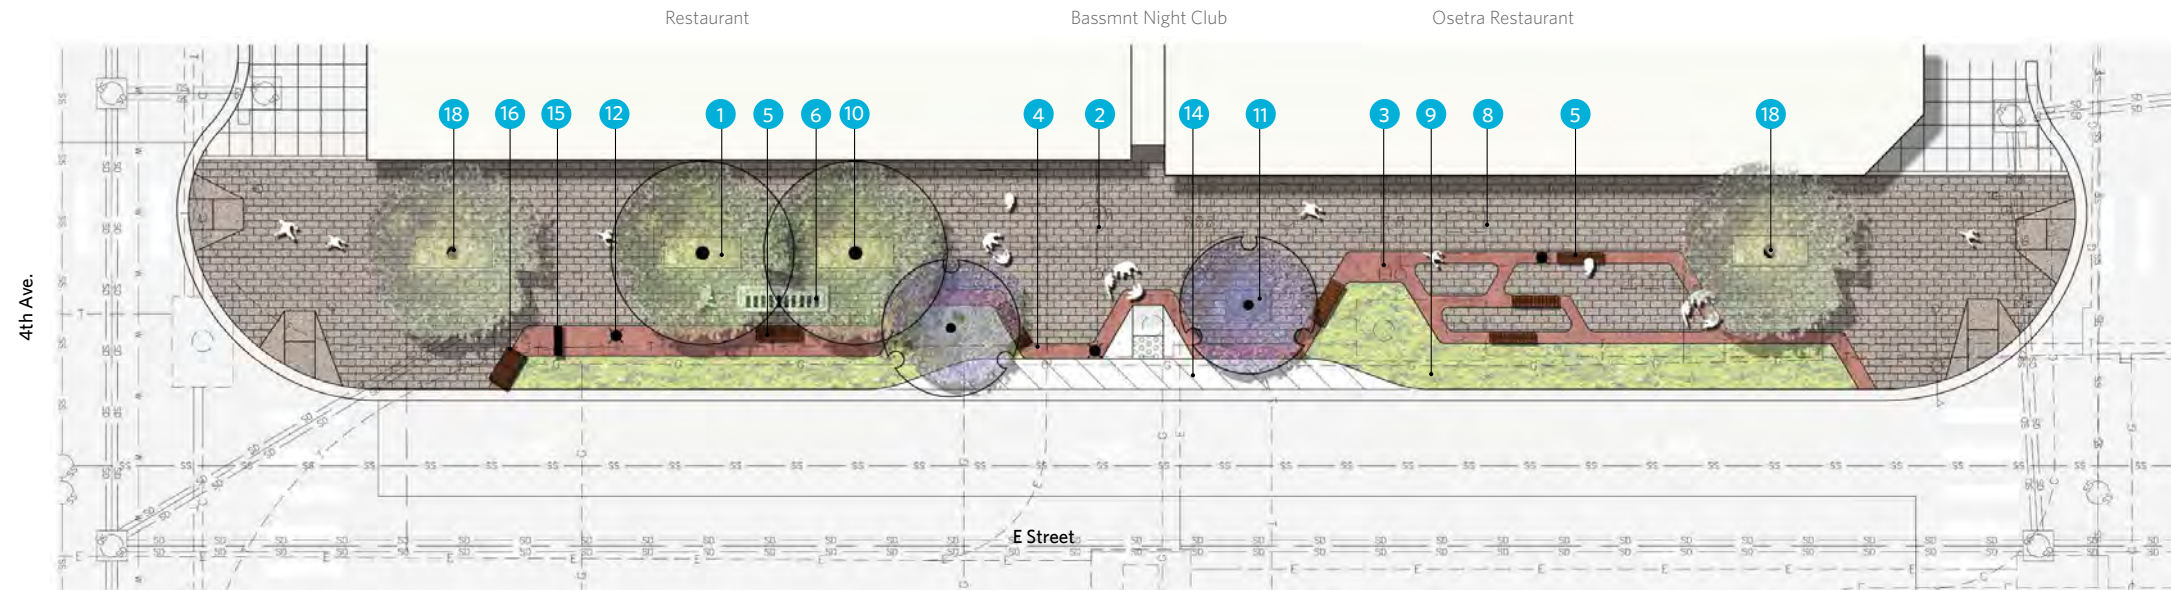 Restaurant Bassmnt Night Club Osetra Restaurant
18 16 15 12 1 5 6 10 4 2 14 11 3 9 8 5 18
4th Ave.
E Street